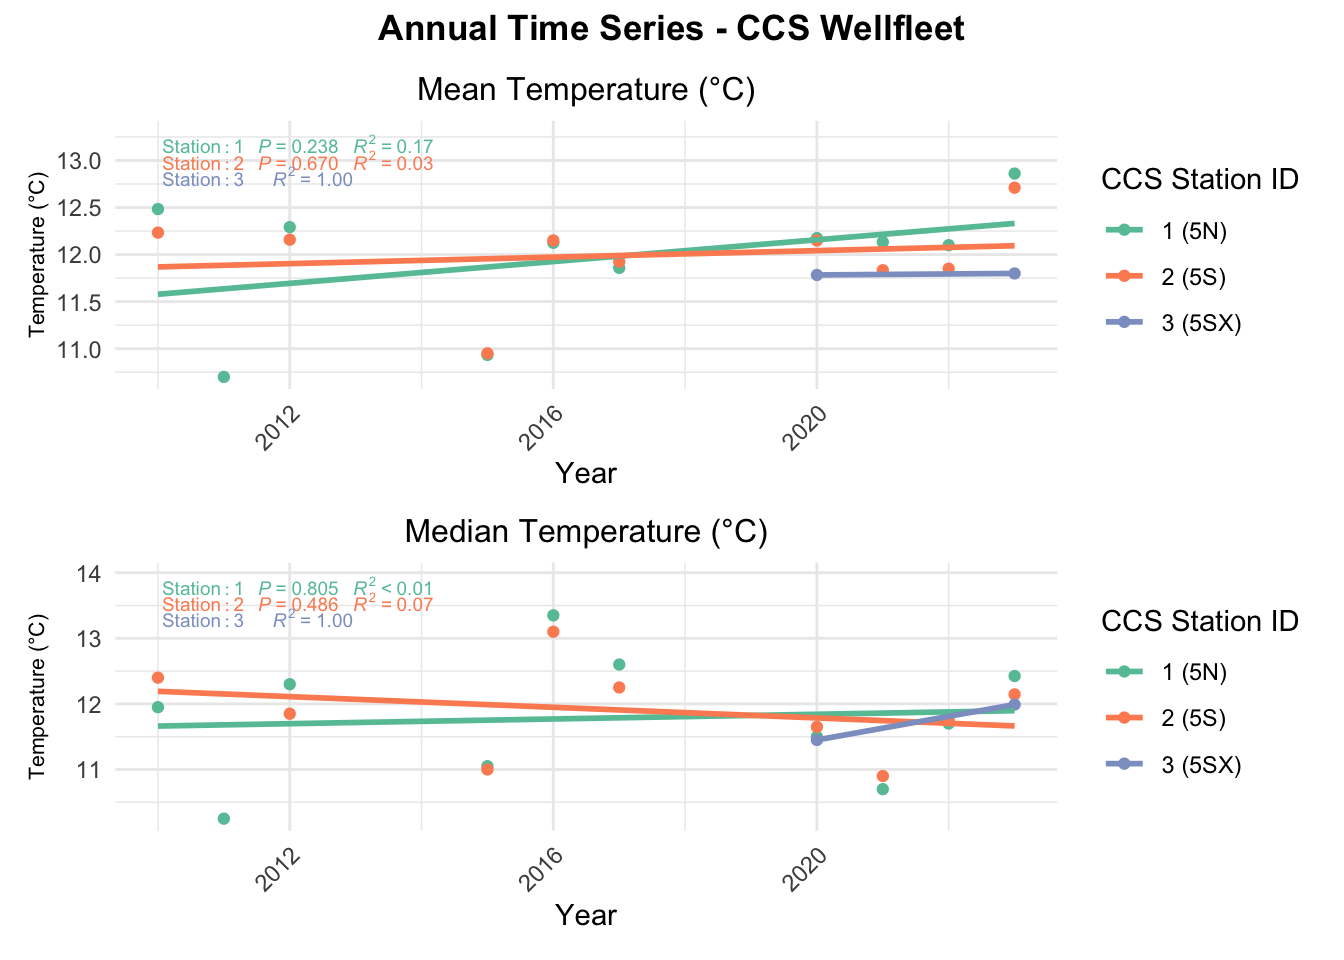 Annual Time Series - CCS Wellfleet
Mean Temperature (°C)
Station: 1 P = 0.238 R² = 0.17
Station: 2 P = 0.670 R² = 0.03
Station: 3 R² = 1.00
13.0
12.5
12.0
11.5
11.0
Temperature (°C)
2012 2016 2020
Year
CCS Station ID
1 (5N)
2 (5S)
3 (5SX)
Median Temperature (°C)
Station: 1 P = 0.805 R² < 0.01
Station: 2 P = 0.486 R² = 0.07
Station: 3 R² = 1.00
14
13
12
11
Temperature (°C)
2012 2016 2020
Year
CCS Station ID
1 (5N)
2 (5S)
3 (5SX)